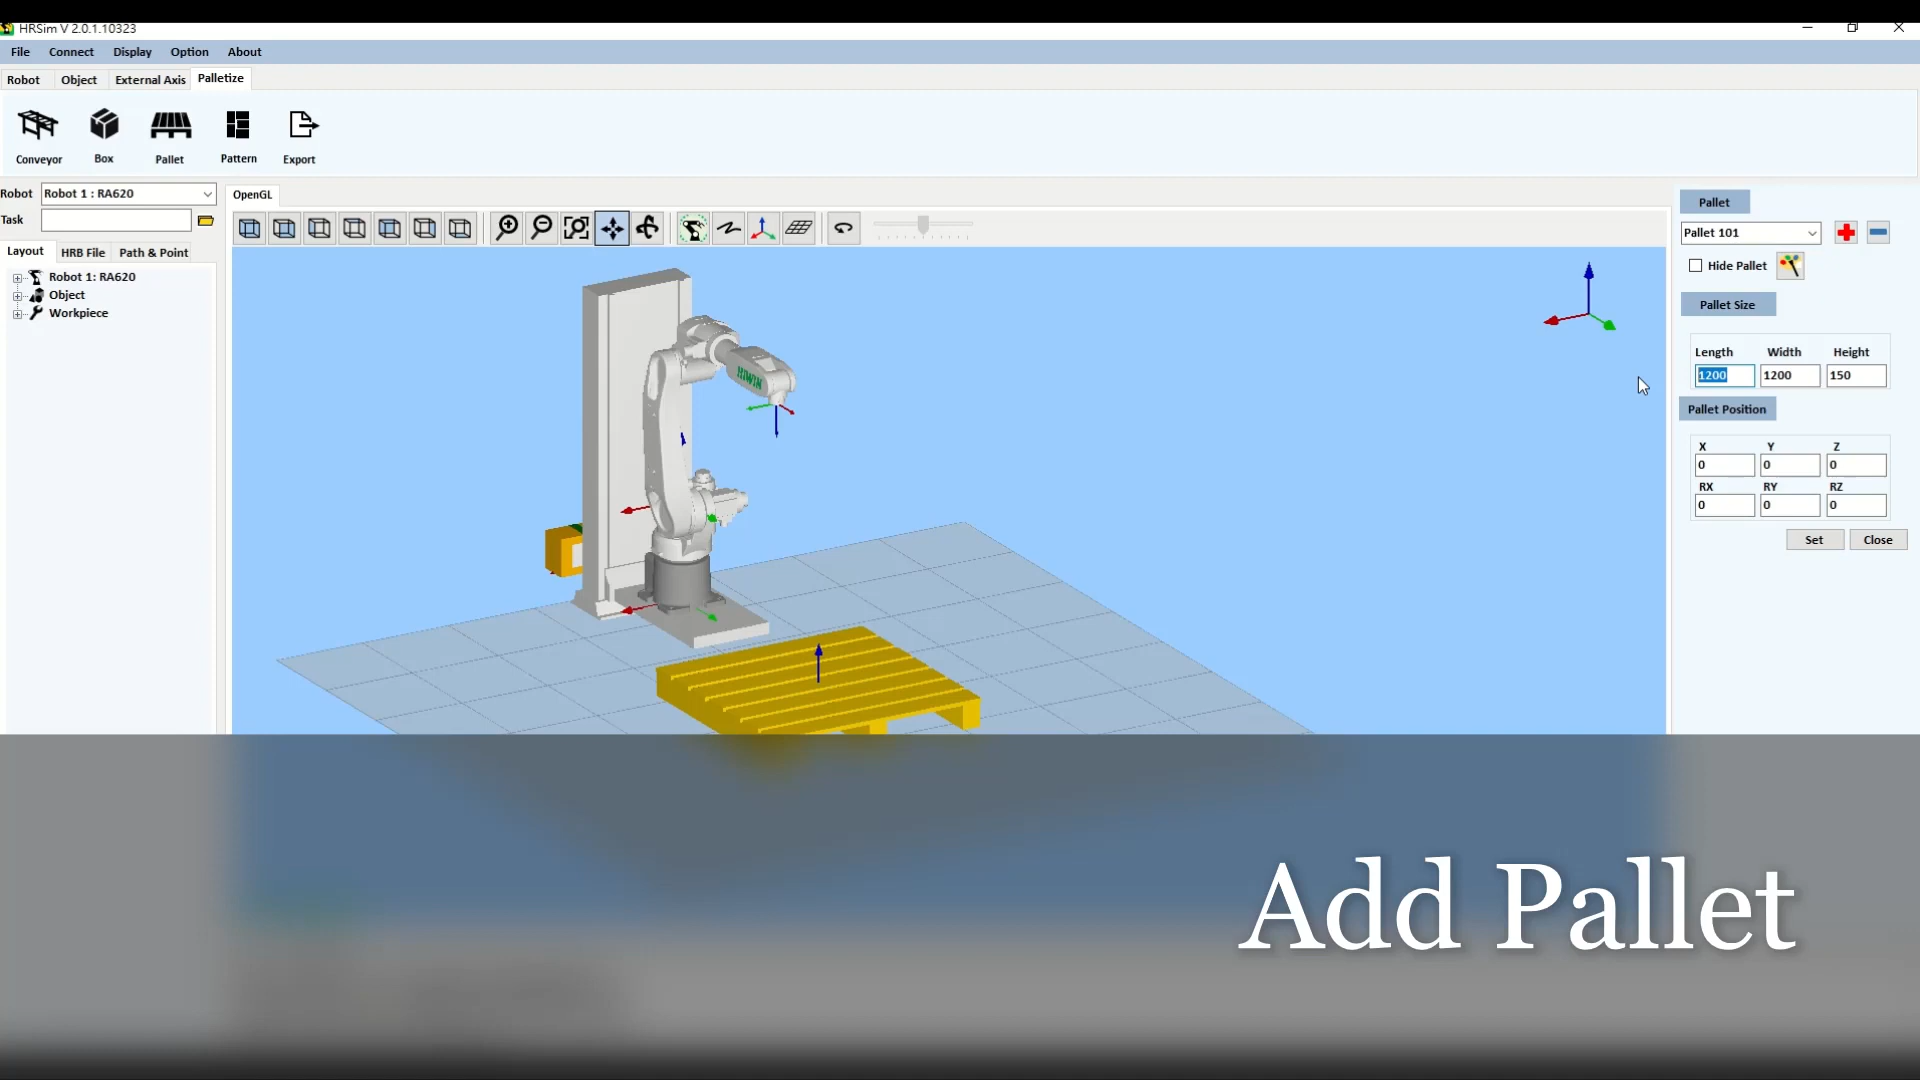 HRSim V 2.0.1.10323
File Connect Display Option About
Robot Object External Axis Palletize
Conveyor Box Pallet Pattern Export
Robot Robot 1 : RA620
Task
OpenGL
Layout HRB File Path & Point
Robot 1: RA620
Object
Workpiece
HIWIN
Pallet
Pallet 101
Hide Pallet
Pallet Size
Length Width Height
1200 1200 150
Pallet Position
X Y Z
0 0 0
RX RY RZ
0 0 0
Set Close
Add Pallet